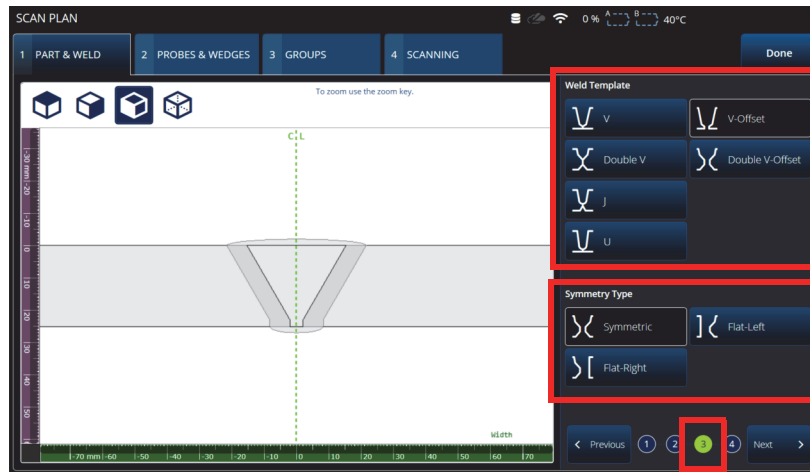 SCAN PLAN
0 % A B 40°C
1 PART & WELD
2 PROBES & WEDGES
3 GROUPS
4 SCANNING
Done
To zoom use the zoom key.
C L
-30 mm -20 -10 0 10 20 30 40 50
Width
-70 mm -60 -50 -40 -30 -20 -10 0 10 20 30 40 50 60 70
Weld Template
V
V-Offset
Double V
Double V-Offset
J
U
Symmetry Type
Symmetric
Flat-Left
Flat-Right
Previous 1 2 3 4 Next